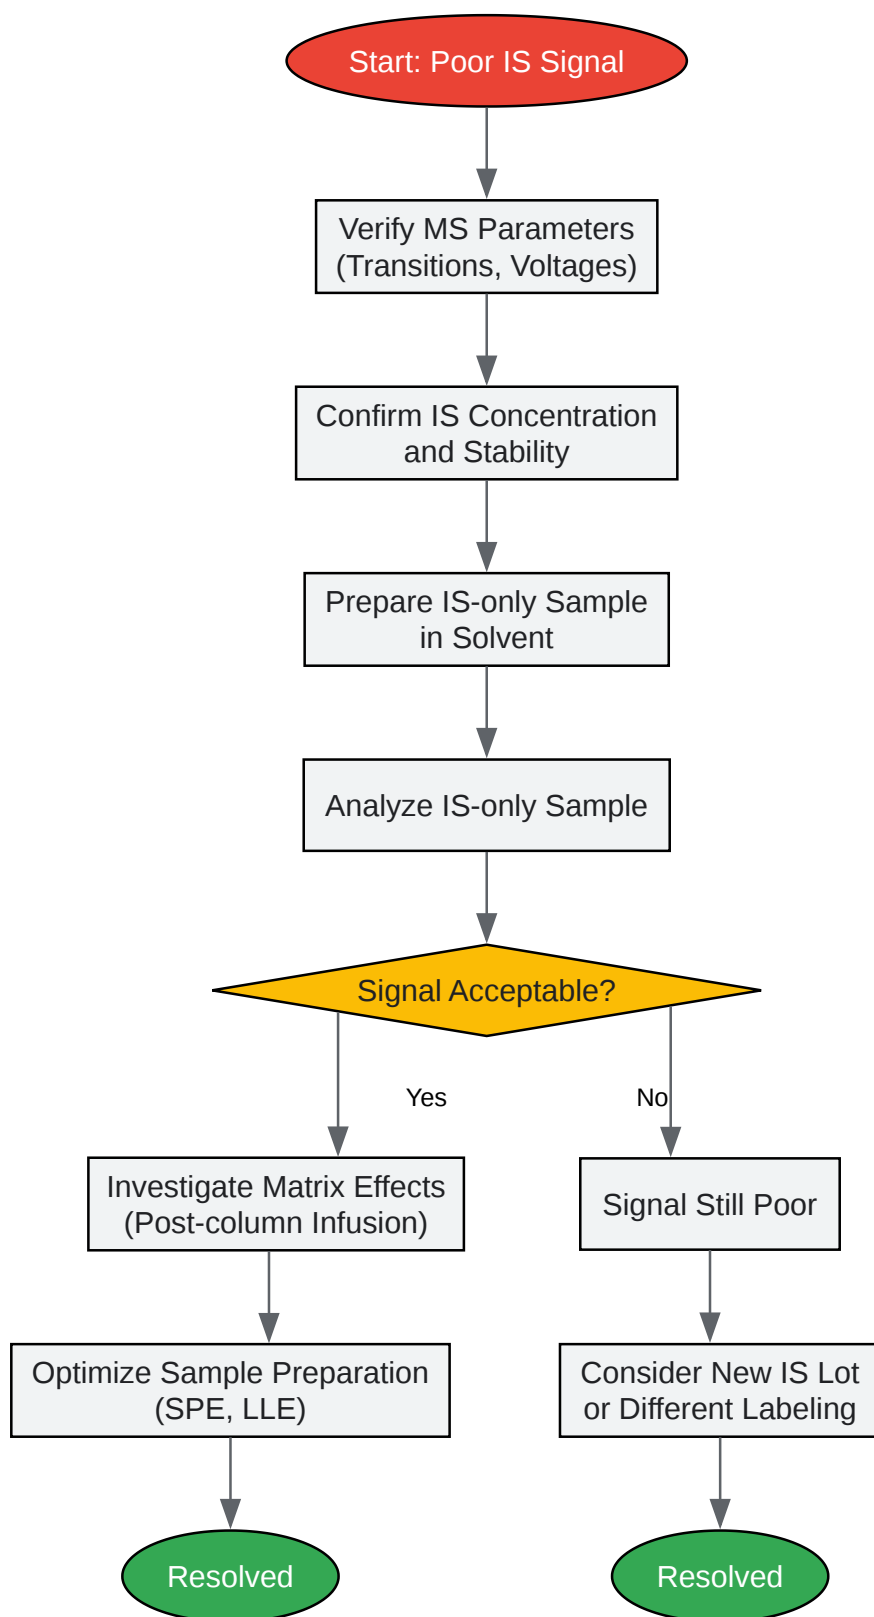 Start: Poor IS Signal
Verify MS Parameters
(Transitions, Voltages)
Confirm IS Concentration
and Stability
Prepare IS-only Sample
in Solvent
Analyze IS-only Sample
Signal Acceptable?
Yes
No
Investigate Matrix Effects
(Post-column Infusion)
Signal Still Poor
Optimize Sample Preparation
(SPE, LLE)
Consider New IS Lot
or Different Labeling
Resolved
Resolved